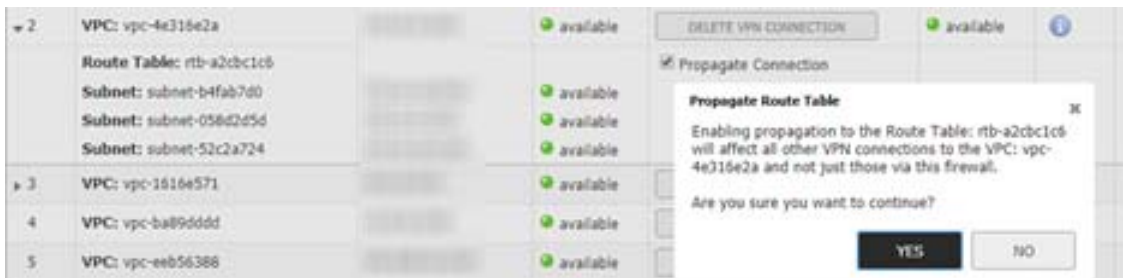 2 VPC: vpc-4e316e2a available DELETE VPN CONNECTION available
Route Table: rtb-a2cbc1c6 Propagate Connection
Subnet: subnet-b4fab7d0 available
Subnet: subnet-058d2d5d available
Subnet: subnet-52c2a724 available
3 VPC: vpc-1616e571 available
4 VPC: vpc-ba89dddd available
5 VPC: vpc-eeb56388 available
Propagate Route Table
Enabling propagation to the Route Table: rtb-a2cbc1c6
will affect all other VPN connections to the VPC: vpc-
4e316e2a and not just those via this firewall.
Are you sure you want to continue?
YES NO